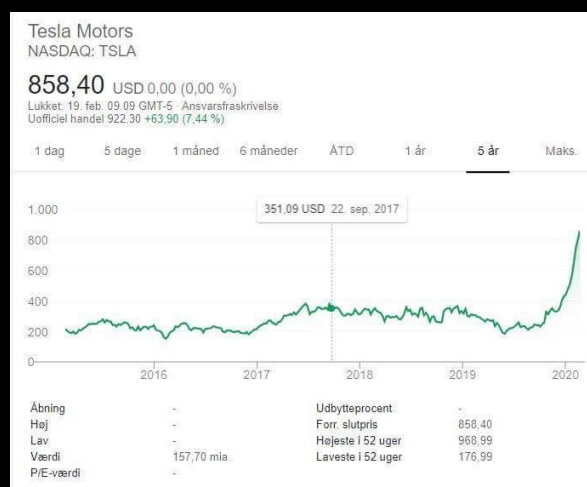 Tesla Motors
NASDAQ: TSLA
858,40 USD 0,00 (0,00 %)
Lukket: 19. feb. 09.09 GMT-5 · Ansvarsfraskrivelse
Uofficiel handel 922,30 +63,90 (7,44 %)
1 dag 5 dage 1 måned 6 måneder ÅTD 1 år 5 år Maks.
351,09 USD 22. sep. 2017
1.000
800
600
400
200
0
2016 2017 2018 2019 2020
Åbning - Udbytteprocent -
Høj - Forr. slutpris 858,40
Lav - Højeste i 52 uger 968,99
Værdi 157,70 mia. Laveste i 52 uger 176,99
P/E-værdi -